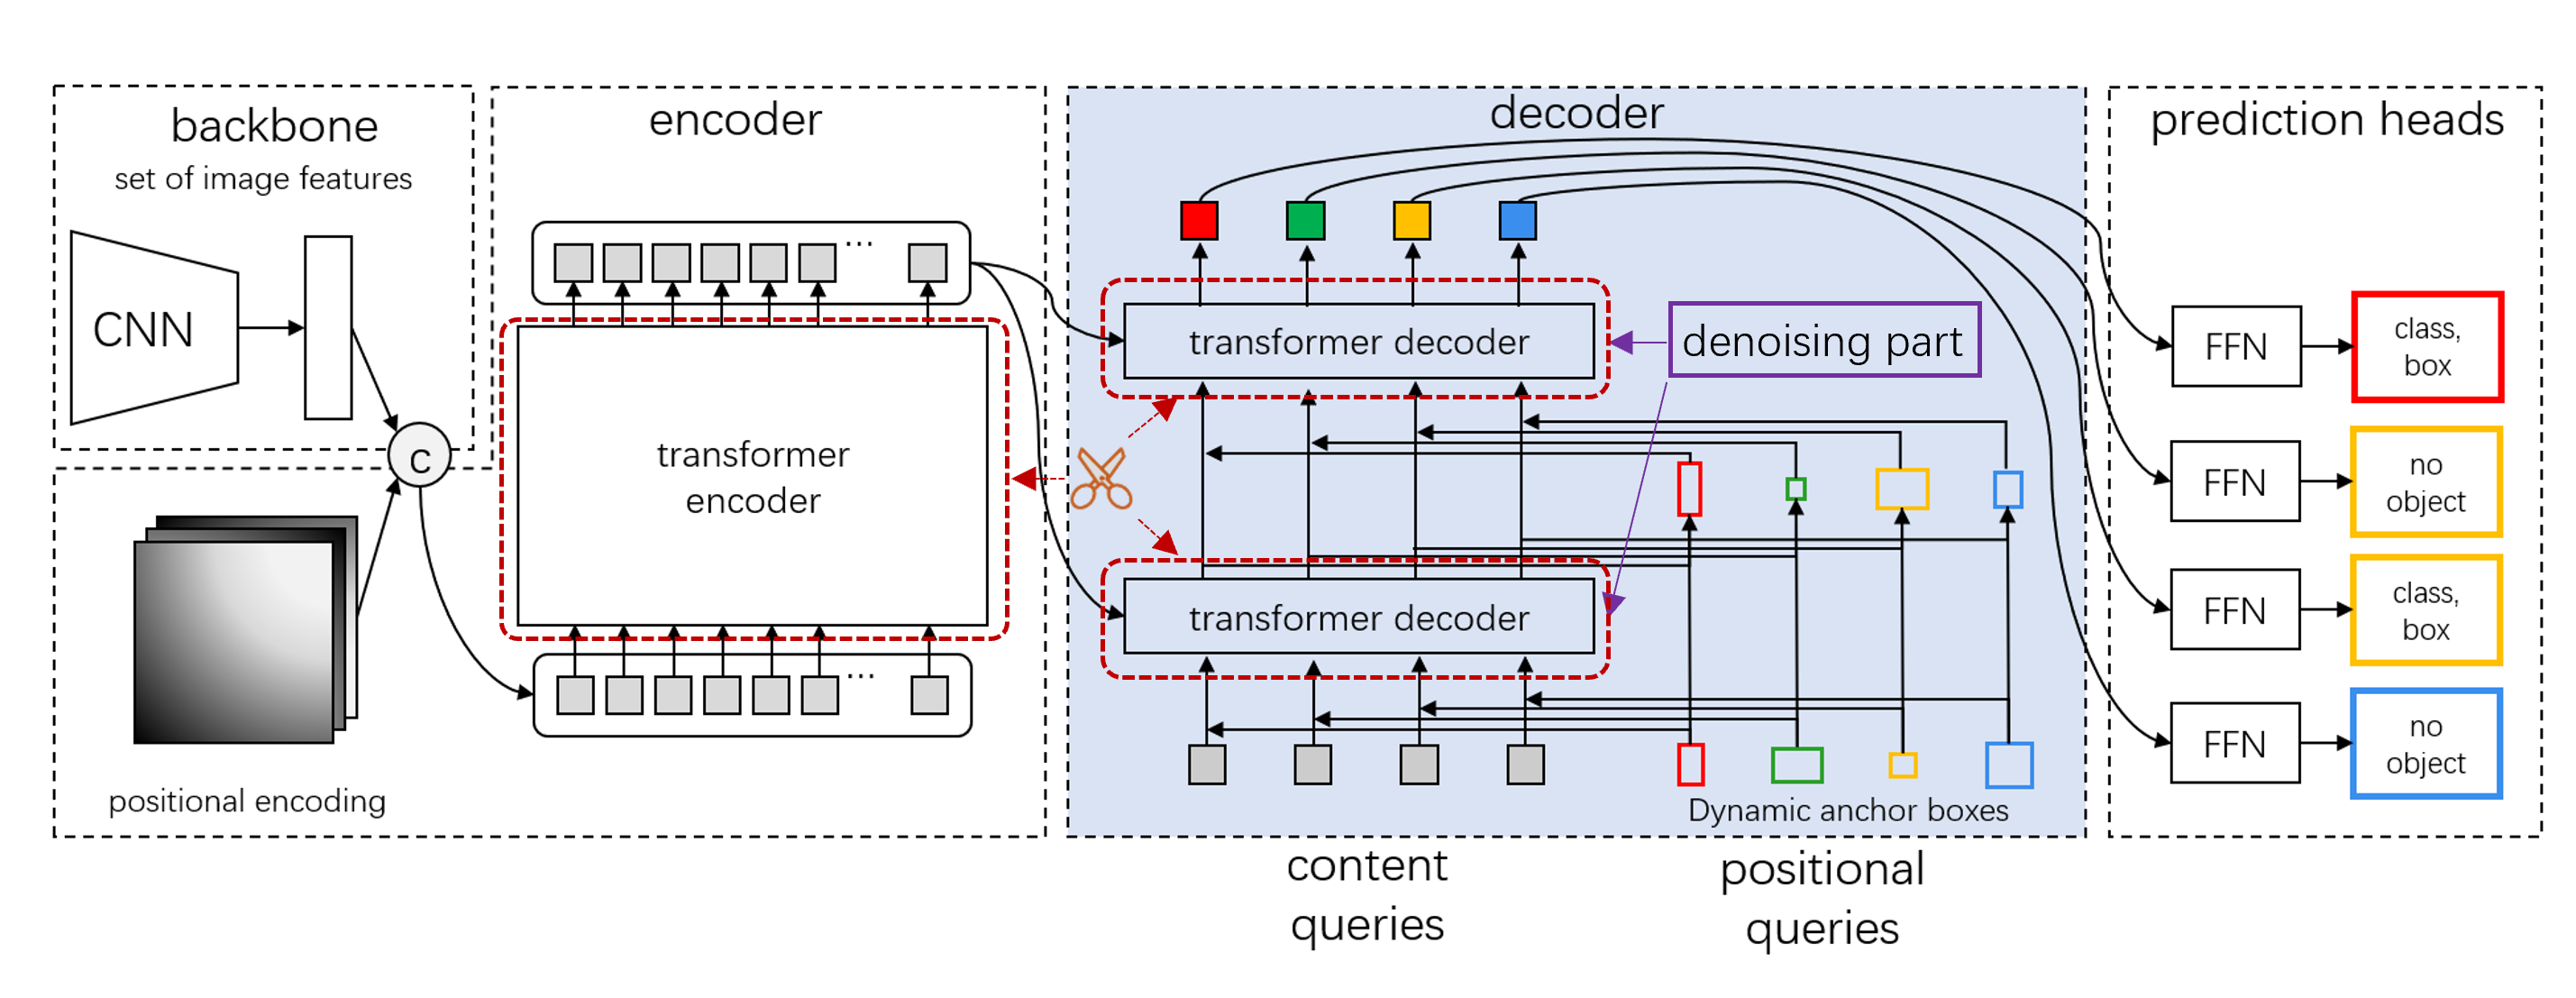 backbone
set of image features
CNN
c
positional encoding
encoder
...
transformer
encoder
...
decoder
transformer decoder
denoising part
transformer decoder
Dynamic anchor boxes
content
queries
positional
queries
prediction heads
FFN
class,
box
FFN
no
object
FFN
class,
box
FFN
no
object